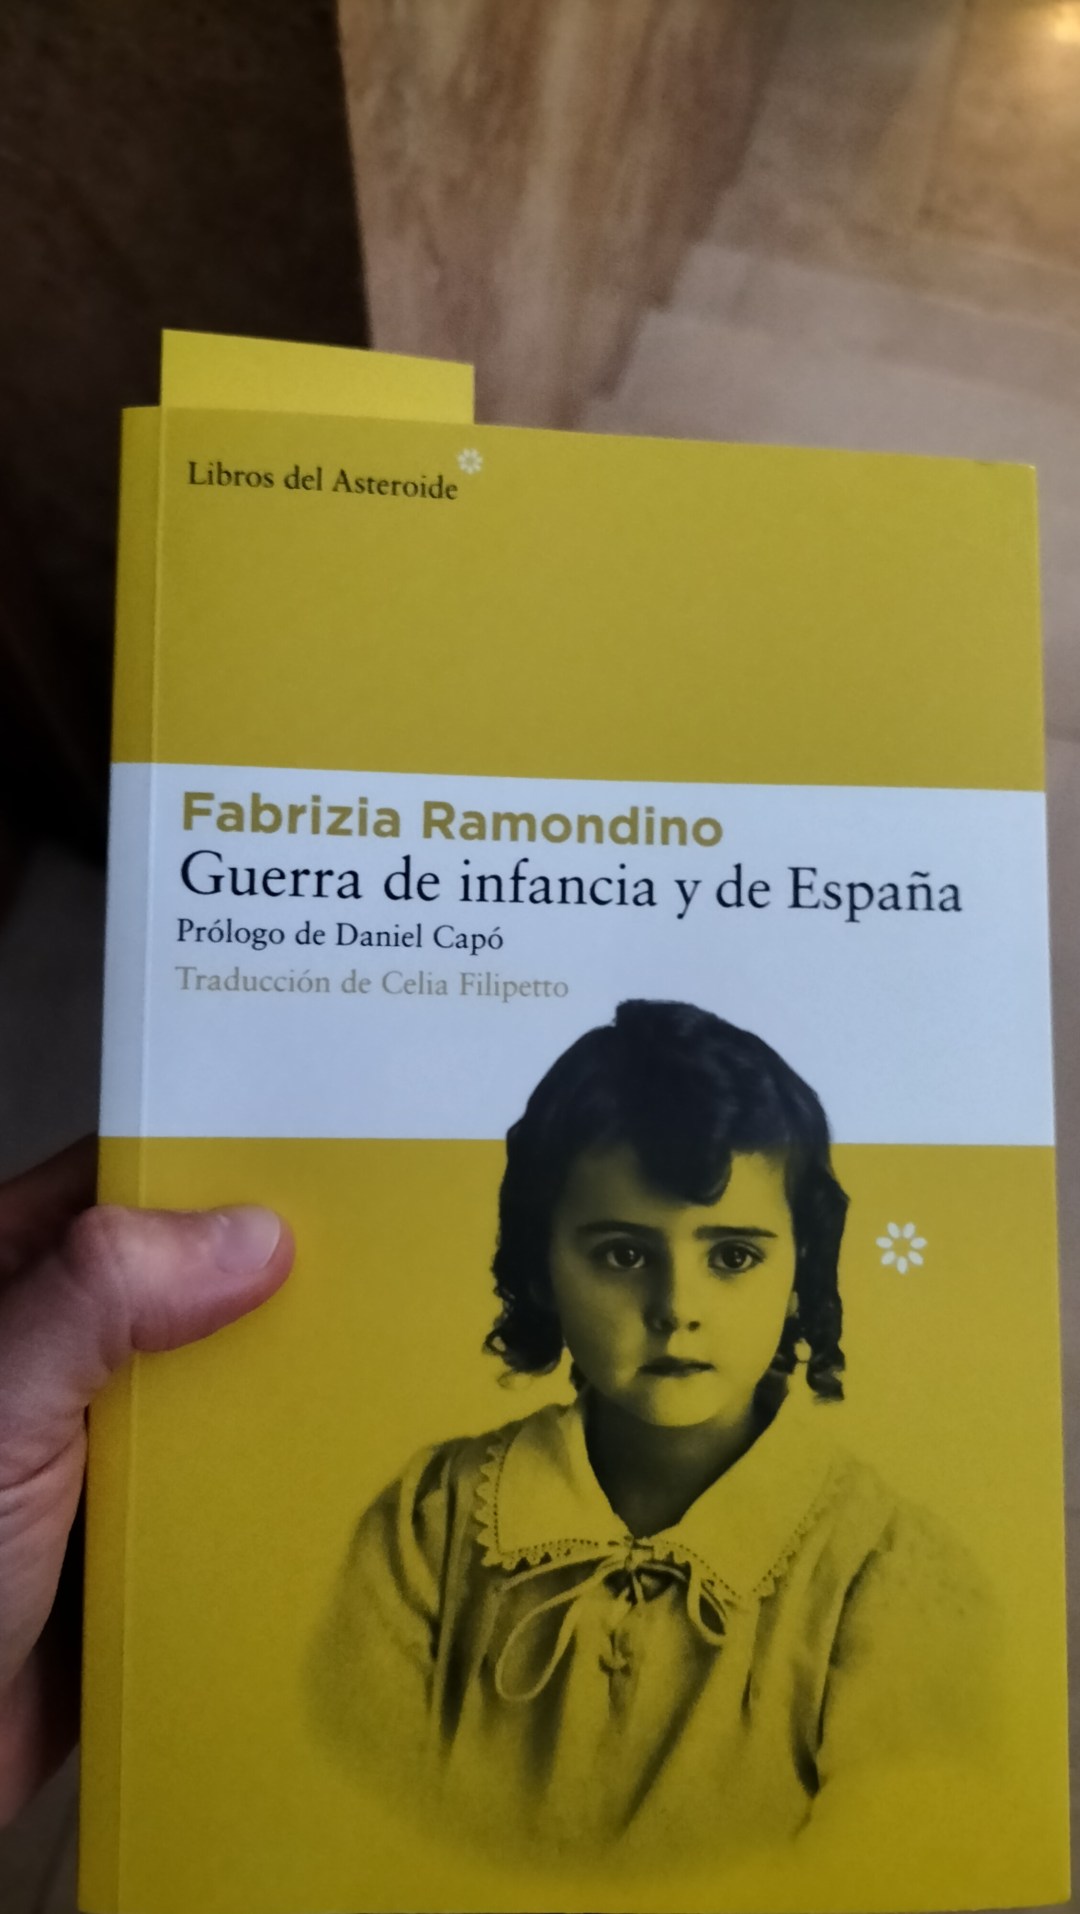 Libros del Asteroide
Fabrizia Ramondino
Guerra de infancia y de España
Prólogo de Daniel Capó
Traducción de Celia Filipetto